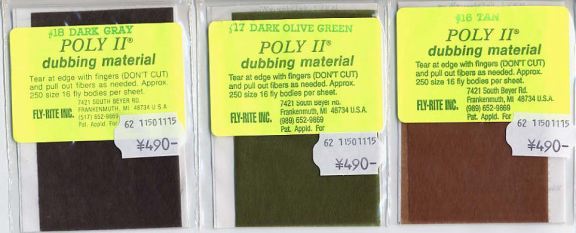 #18 DARK GRAY
POLY II®
dubbing material
Tear at edge with fingers (DON'T CUT)
and pull out fibers as needed. Approx.
250 size 16 fly bodies per sheet.
7421 SOUTH BEYER RD.
FLY-RITE INC. FRANKENMUTH, MI 48734 U.S.A.
(517) 652-9869
Pat. Appld. For
62 11501115
¥490-
#17 DARK OLIVE GREEN
POLY II®
dubbing material
Tear at edge with fingers (DON'T CUT)
and pull out fibers as needed. Approx.
250 size 16 fly bodies per sheet.
7421 South Beyer Rd.
FLY-RITE INC. Frankenmuth, MI 48734 U.S.A.
(989) 652-9869
Pat. Appld. For
62 11501115
¥490-
#16 TAN
POLY II®
dubbing material
Tear at edge with fingers (DON'T CUT)
and pull out fibers as needed. Approx.
250 size 16 fly bodies per sheet.
7421 South Beyer Rd.
FLY-RITE INC. Frankenmuth, MI 48734 U.S.A.
(989) 652-9869
Pat. Appld. For
62 11501115
¥490-